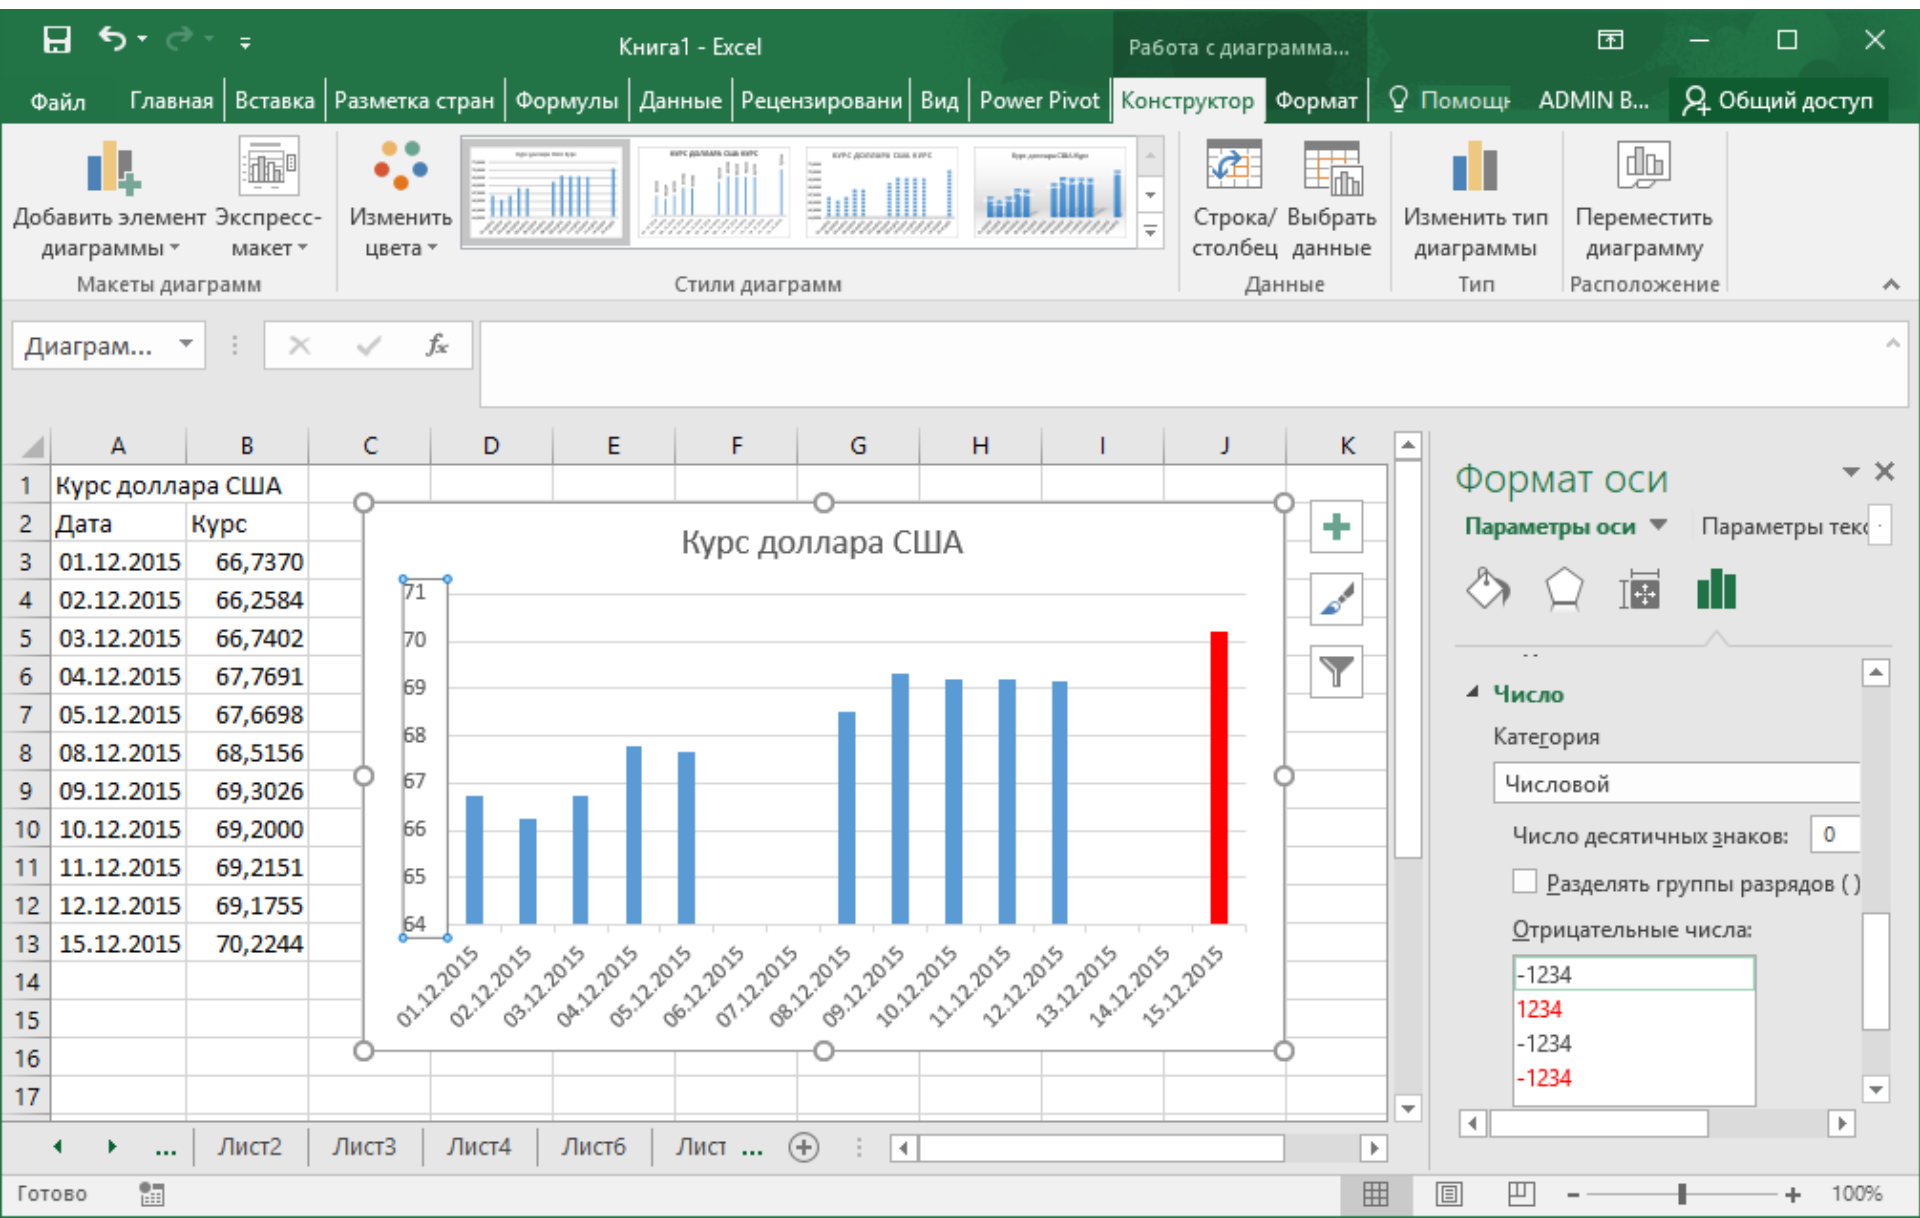 Книга1 - Excel
Работа с диаграмма...
Файл Главная Вставка Разметка стран Формулы Данные Рецензировани Вид Power Pivot Конструктор Формат Помощь ADMIN B... Общий доступ
Добавить элемент диаграммы
Экспресс-макет
Изменить цвета
Строка/столбец
Выбрать данные
Изменить тип диаграммы
Переместить диаграмму
Макеты диаграмм Стили диаграмм Данные Тип Расположение
Диаграм... fx
A B C D E F G H I J K
1 Курс доллара США
2 Дата Курс
3 01.12.2015 66,7370
4 02.12.2015 66,2584
5 03.12.2015 66,7402
6 04.12.2015 67,7691
7 05.12.2015 67,6698
8 08.12.2015 68,5156
9 09.12.2015 69,3026
10 10.12.2015 69,2000
11 11.12.2015 69,2151
12 12.12.2015 69,1755
13 15.12.2015 70,2244
14
15
16
17
Курс доллара США
71
70
69
68
67
66
65
64
01.12.2015 02.12.2015 03.12.2015 04.12.2015 05.12.2015 06.12.2015 07.12.2015 08.12.2015 09.12.2015 10.12.2015 11.12.2015 12.12.2015 13.12.2015 14.12.2015 15.12.2015
Формат оси
Параметры оси Параметры текс
Число
Категория
Числовой
Число десятичных знаков: 0
Разделять группы разрядов ( )
Отрицательные числа:
-1234
1234
-1234
-1234
... Лист2 Лист3 Лист4 Лист6 Лист ...
Готово 100%